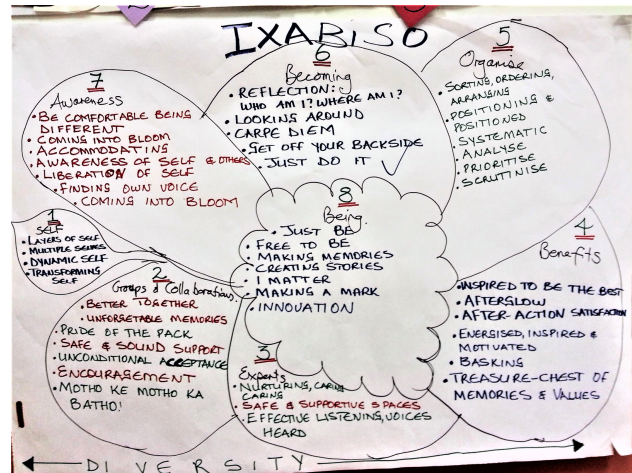 IXABISO
7
Awareness
• BE COMFORTABLE BEING
DIFFERENT
• COMING INTO BLOOM
• ACCOMMODATING
• AWARENESS OF SELF & OTHERS
• LIBERATION OF SELF
• FINDING OWN VOICE
• COMING INTO BLOOM
6
Becoming
• REFLECTION:
WHO AM I? WHERE AM I?
• LOOKING AROUND
• CARPE DIEM
• GET OFF YOUR BACKSIDE
• JUST DO IT
5
Organise
• SORTING, ORDERING,
ARRANGING
• POSITIONING &
POSITIONED
• SYSTEMATIC
• ANALYSE
• PRIORITISE
• SCRUTINISE
1
SELF
• LAYERS OF SELF
• MULTIPLE SELVES
• DYNAMIC SELF
• TRANSFORMING
SELF
8
Being
• JUST BE
• FREE TO BE
• MAKING MEMORIES
• CREATING STORIES
• I MATTER
• MAKING A MARK
• INNOVATION
4
Benefits
• INSPIRED TO BE THE BEST
• AFTERGLOW
• AFTER-ACTION SATISFACTION
• ENERGISED, INSPIRED &
MOTIVATED
• BASKING
• TREASURE-CHEST OF
MEMORIES & VALUES
2
Groups & Collaborations
• BETTER TOGETHER
• UNFORGETABLE MEMORIES
• PRIDE OF THE PACK
• SAFE & SOUND SUPPORT
• UNCONDITIONAL ACCEPTANCE
• ENCOURAGEMENT
• MOTHO KE MOTHO KA
BATHO!
3
Experts
• NURTURING, CARING
CARING
• SAFE & SUPPORTIVE SPACES
• EFFECTIVE LISTENING, VOICES
HEARD
DIVERSITY